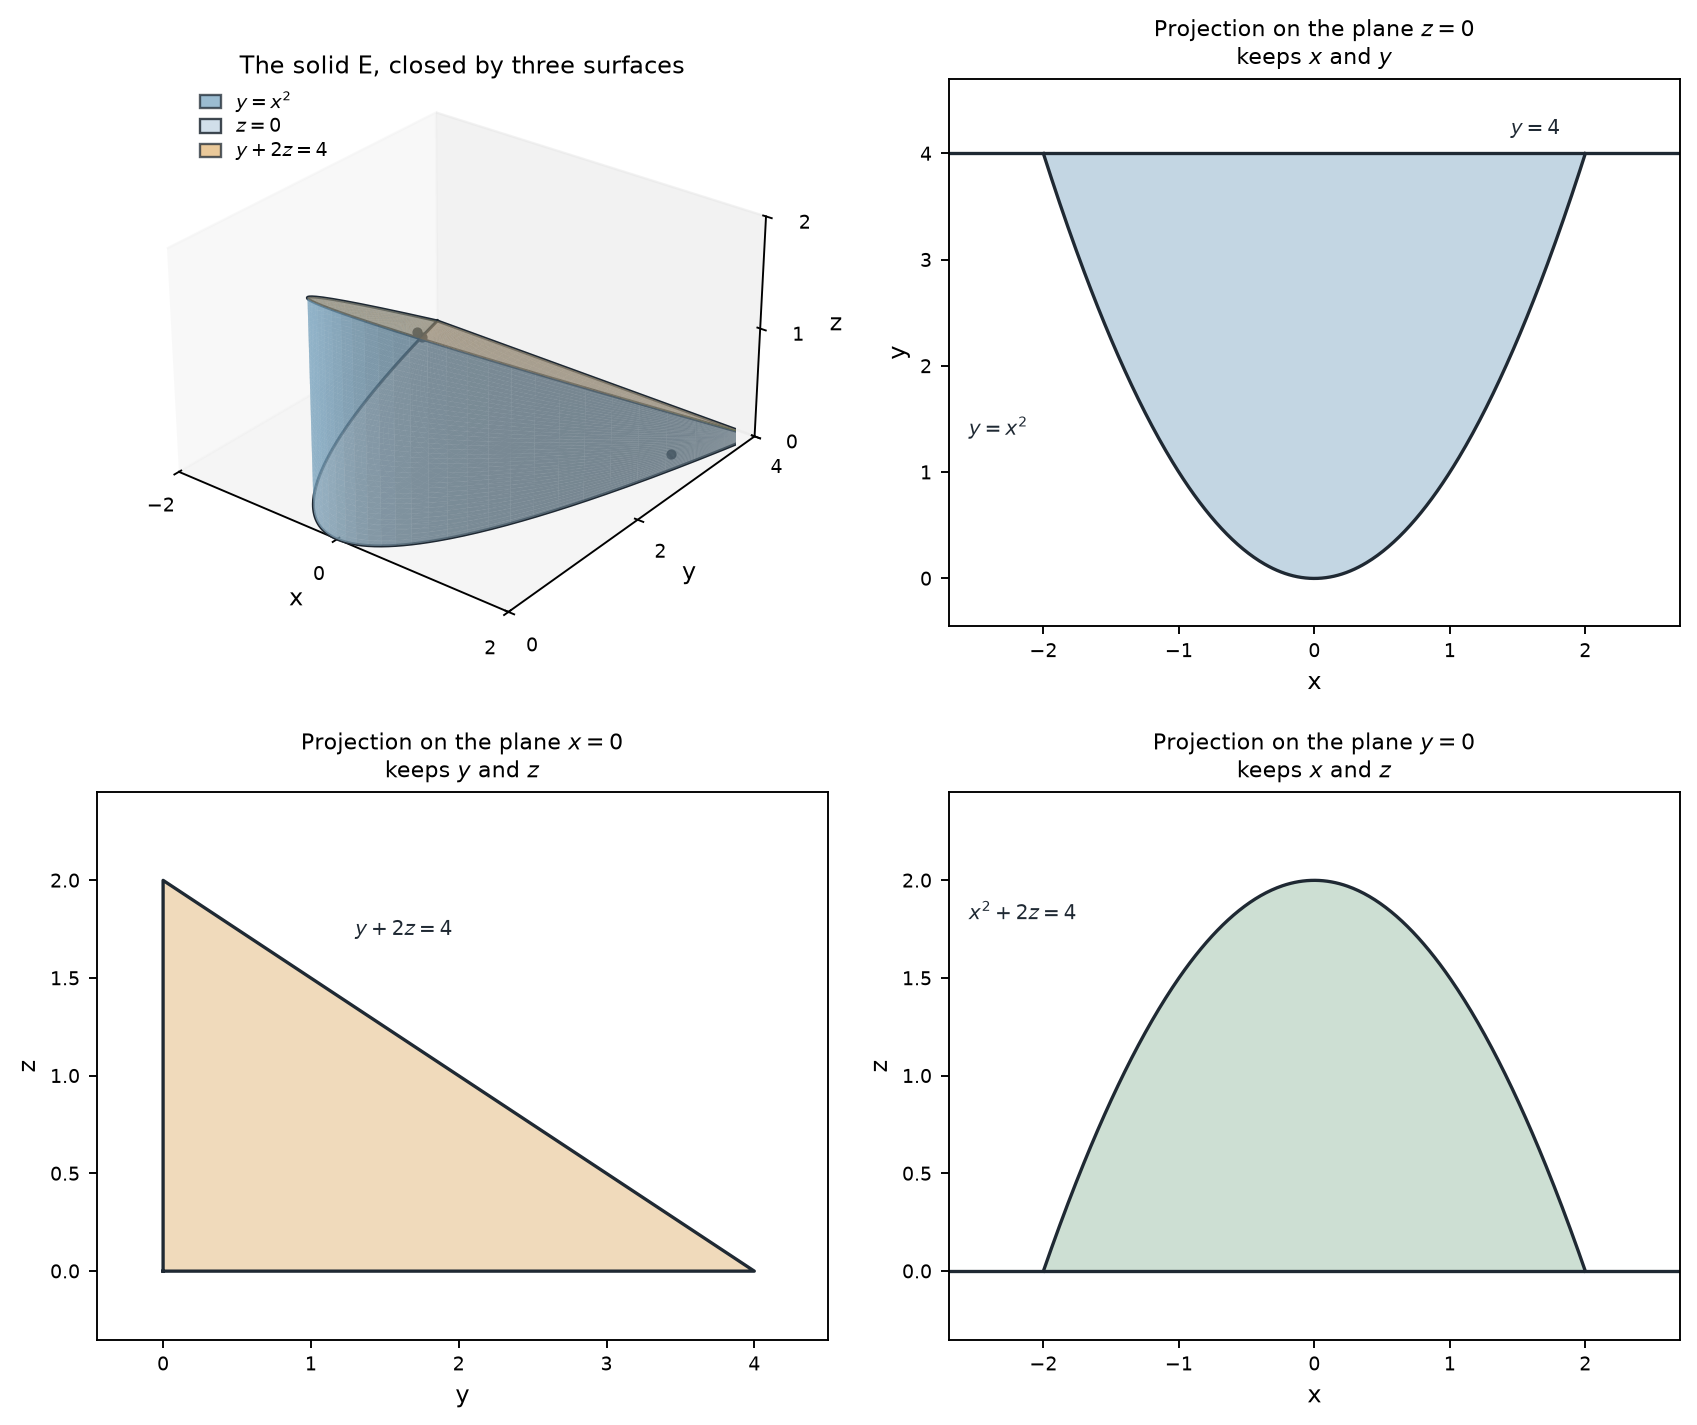 The solid E, closed by three surfaces
y = x²
z = 0
y + 2z = 4
2
1
0
z
4
2
0
y
−2
0
2
x
Projection on the plane z = 0
keeps x and y
y = 4
y = x²
4
3
2
1
0
y
−2 −1 0 1 2
x
Projection on the plane x = 0
keeps y and z
y + 2z = 4
2.0
1.5
1.0
0.5
0.0
z
0 1 2 3 4
y
Projection on the plane y = 0
keeps x and z
x² + 2z = 4
2.0
1.5
1.0
0.5
0.0
z
−2 −1 0 1 2
x